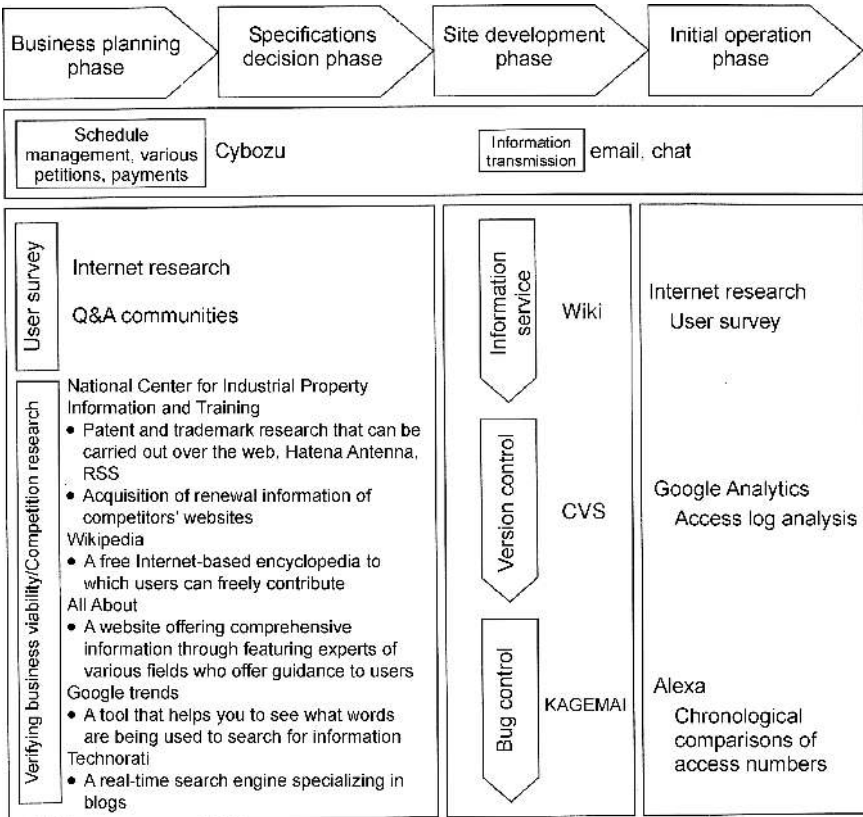 Business planning
phase
Specifications
decision phase
Site development
phase
Initial operation
phase
Schedule
management, various
petitions, payments
Cybozu
Information
transmission
email, chat
User survey
Internet research
Q&A communities
Verifying business viability/Competition research
National Center for Industrial Property
Information and Training
• Patent and trademark research that can be
carried out over the web, Hatena Antenna,
RSS
• Acquisition of renewal information of
competitors' websites
Wikipedia
• A free Internet-based encyclopedia to
which users can freely contribute
All About
• A website offering comprehensive
information through featuring experts of
various fields who offer guidance to users
Google trends
• A tool that helps you to see what words
are being used to search for information
Technorati
• A real-time search engine specializing in
blogs
Information
service
Wiki
Version control
CVS
Bug control
KAGEMAI
Internet research
User survey
Google Analytics
Access log analysis
Alexa
Chronological
comparisons of
access numbers